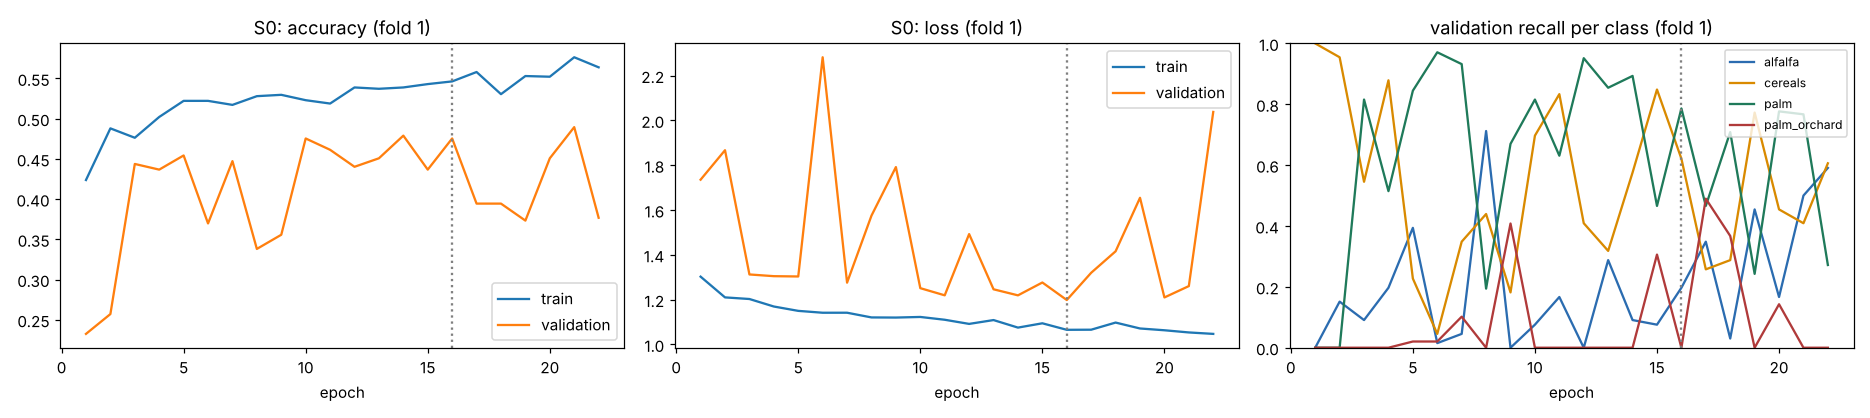 S0: accuracy (fold 1)
0.55
0.50
0.45
0.40
0.35
0.30
0.25
train
validation
0
5
10
15
20
epoch
S0: loss (fold 1)
2.2
2.0
1.8
1.6
1.4
1.2
1.0
train
validation
0
5
10
15
20
epoch
validation recall per class (fold 1)
1.0
0.8
0.6
0.4
0.2
0.0
alfalfa
cereals
palm
palm_orchard
0
5
10
15
20
epoch